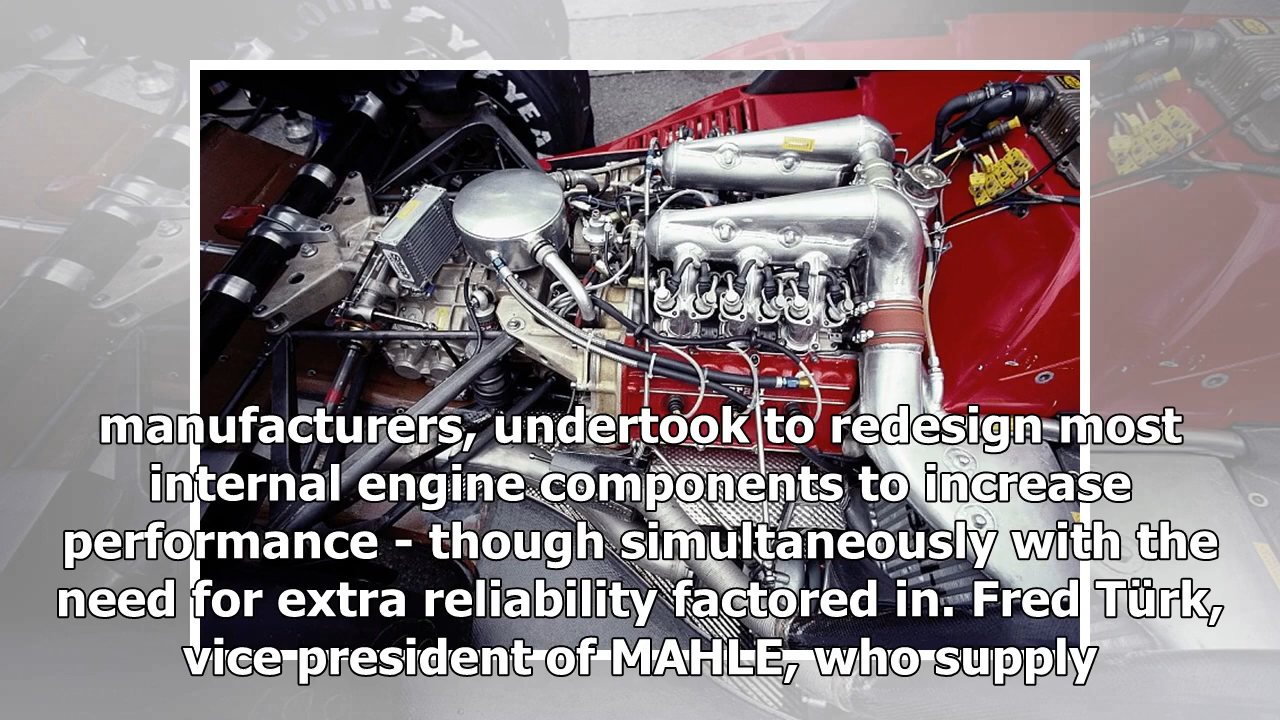 YEA
manufacturers, undertook to redesign most
internal engine components to increase
performance - though simultaneously with the
need for extra reliability factored in. Fred Türk,
vice president of MAHLE, who supply